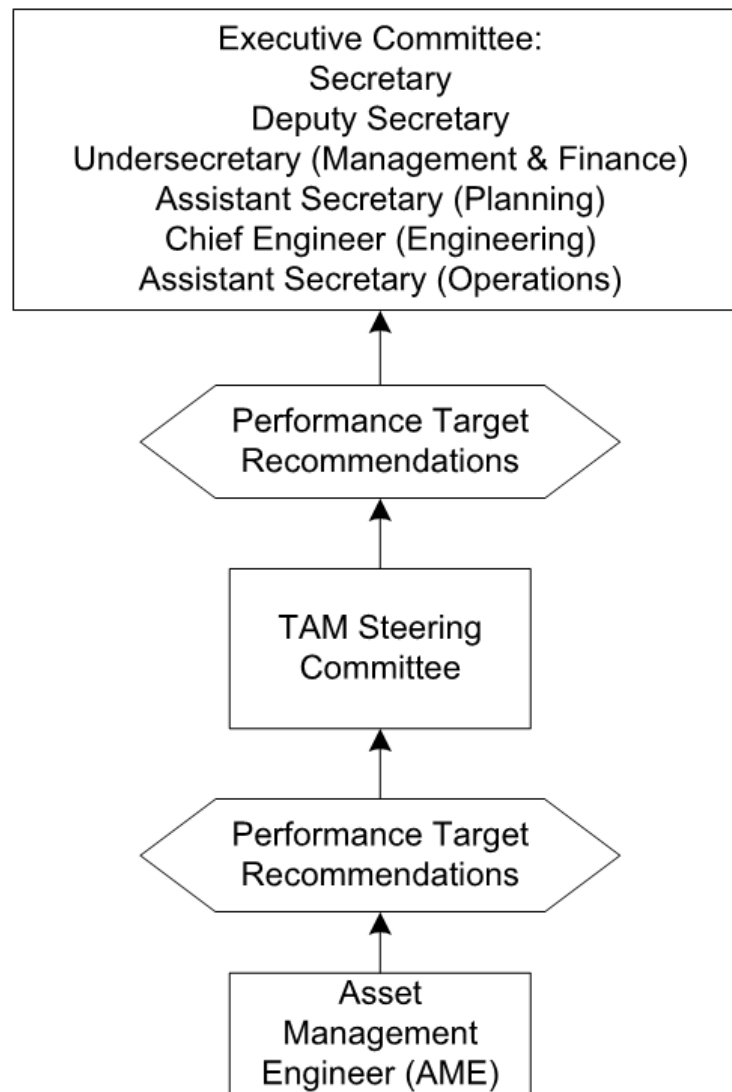 Executive Committee:
Secretary
Deputy Secretary
Undersecretary (Management & Finance)
Assistant Secretary (Planning)
Chief Engineer (Engineering)
Assistant Secretary (Operations)
Performance Target
Recommendations
TAM Steering
Committee
Performance Target
Recommendations
Asset
Management
Engineer (AME)